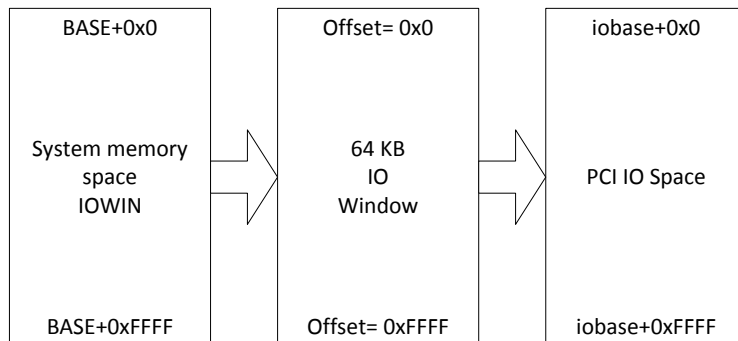 BASE+0x0
System memory
space
IOWIN
BASE+0xFFFF
Offset= 0x0
64 KB
IO
Window
Offset= 0xFFFF
iobase+0x0
PCI IO Space
iobase+0xFFFF